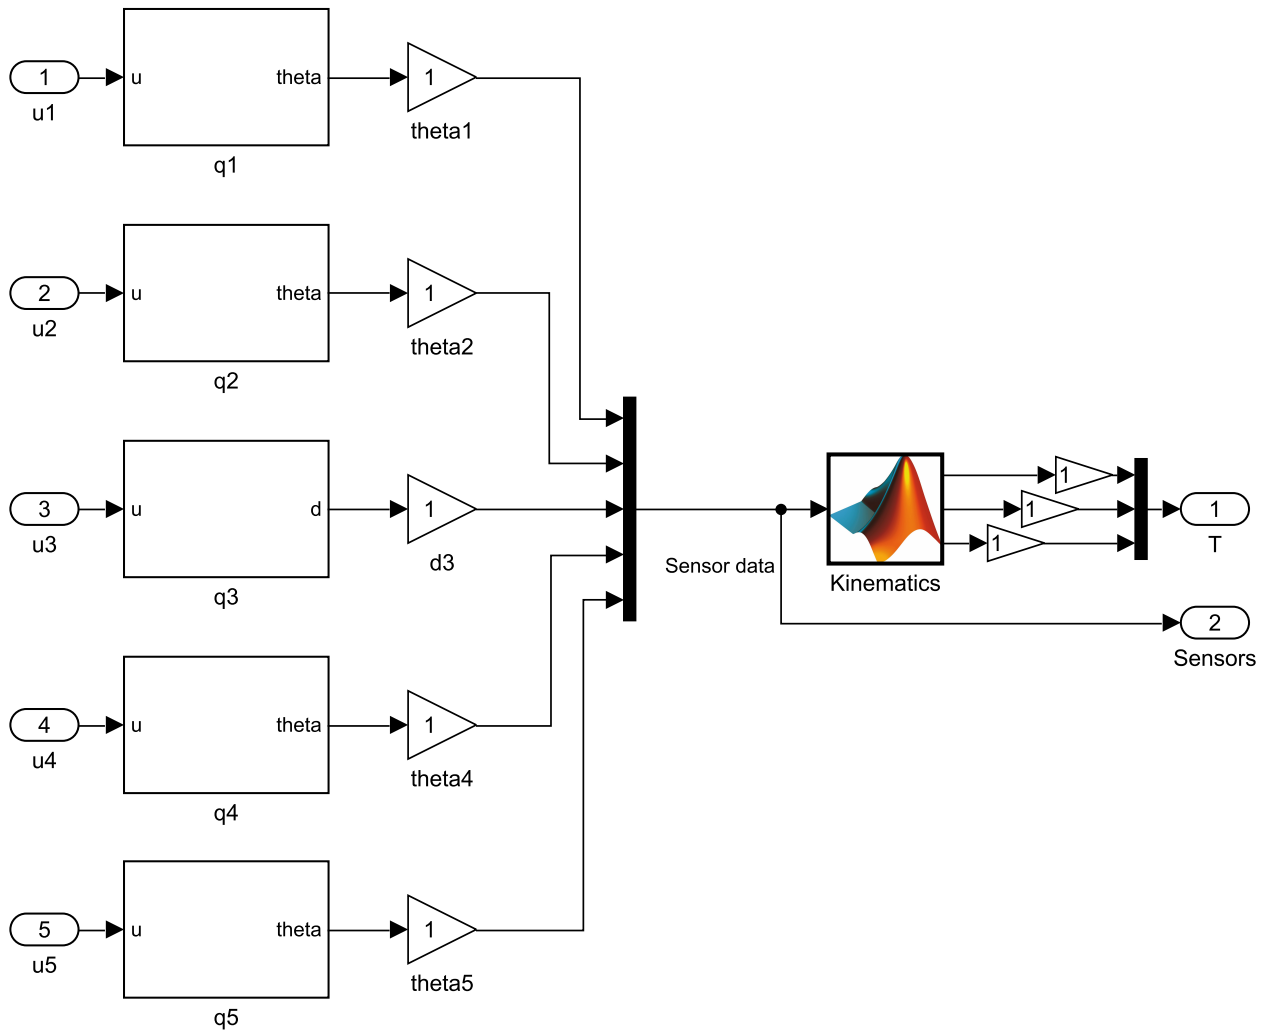 1
u1
u
theta
q1
1
theta1
2
u2
u
theta
q2
1
theta2
3
u3
u
d
q3
1
d3
4
u4
u
theta
q4
1
theta4
5
u5
u
theta
q5
1
theta5
Sensor data
Kinematics
1
1
1
1
T
2
Sensors